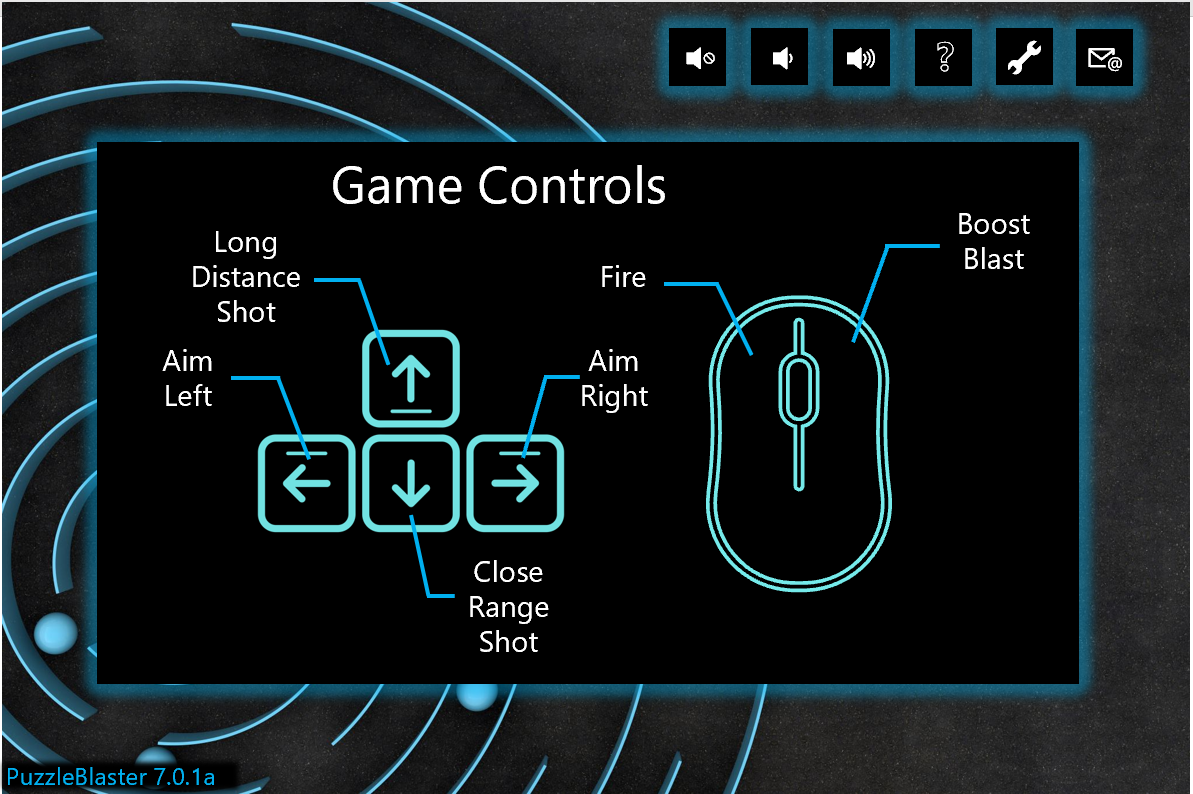 Game Controls
Long
Distance
Shot
Aim
Left
Aim
Right
Close
Range
Shot
Fire
Boost
Blast
PuzzleBlaster 7.0.1a